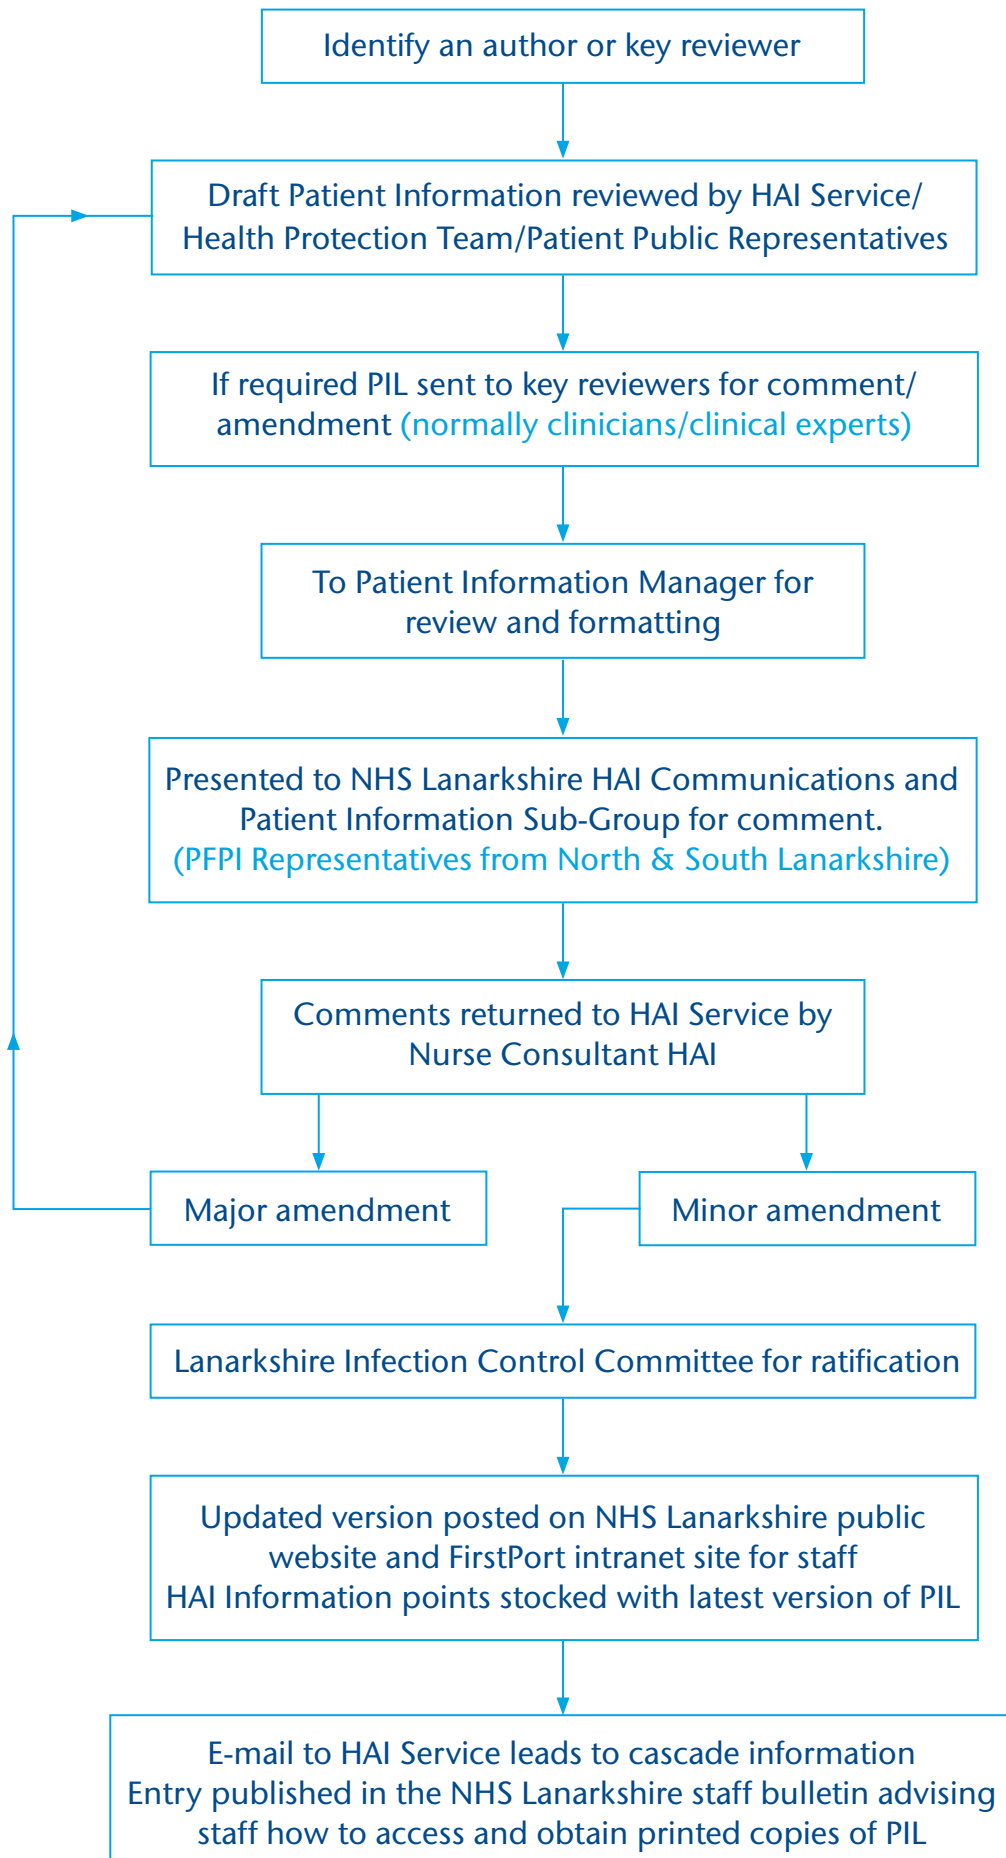 Identify an author or key reviewer
Draft Patient Information reviewed by HAI Service/
Health Protection Team/Patient Public Representatives
If required PIL sent to key reviewers for comment/
amendment (normally clinicians/clinical experts)
To Patient Information Manager for
review and formatting
Presented to NHS Lanarkshire HAI Communications and
Patient Information Sub-Group for comment.
(PFPI Representatives from North & South Lanarkshire)
Comments returned to HAI Service by
Nurse Consultant HAI
Major amendment
Minor amendment
Lanarkshire Infection Control Committee for ratification
Updated version posted on NHS Lanarkshire public
website and FirstPort intranet site for staff
HAI Information points stocked with latest version of PIL
E-mail to HAI Service leads to cascade information
Entry published in the NHS Lanarkshire staff bulletin advising
staff how to access and obtain printed copies of PIL